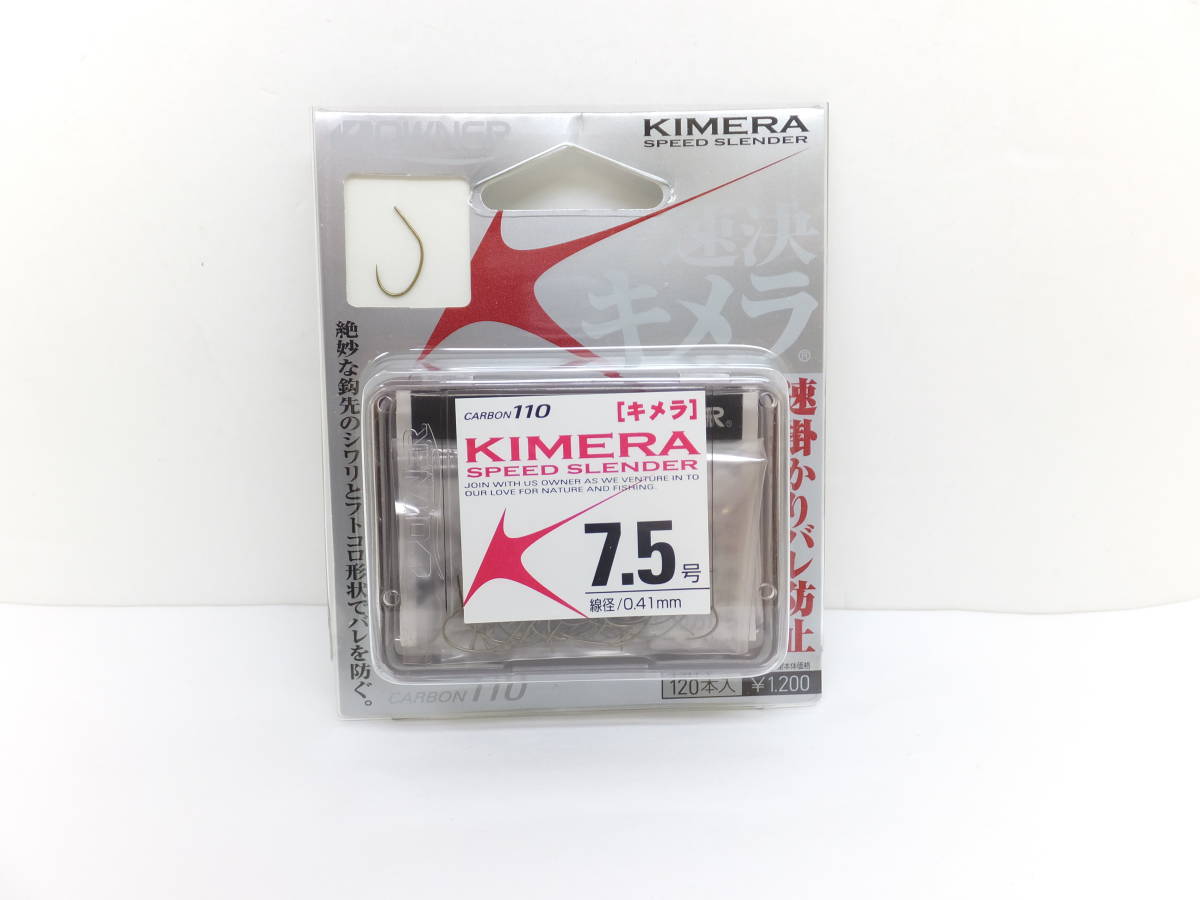 OWNER
KIMERA
SPEED SLENDER
速決
キメラ®
絶妙な鈎先のシワリとフトコロ形状でバレを防ぐ。
速掛かりバレ防止
CARBON 110
[キメラ]
KIMERA
SPEED SLENDER
JOIN WITH US OWNER AS WE VENTURE IN TO
OUR LOVE FOR NATURE AND FISHING.
7.5号
線径/0.41mm
CARBON 110
120本入
本体価格
¥1,200